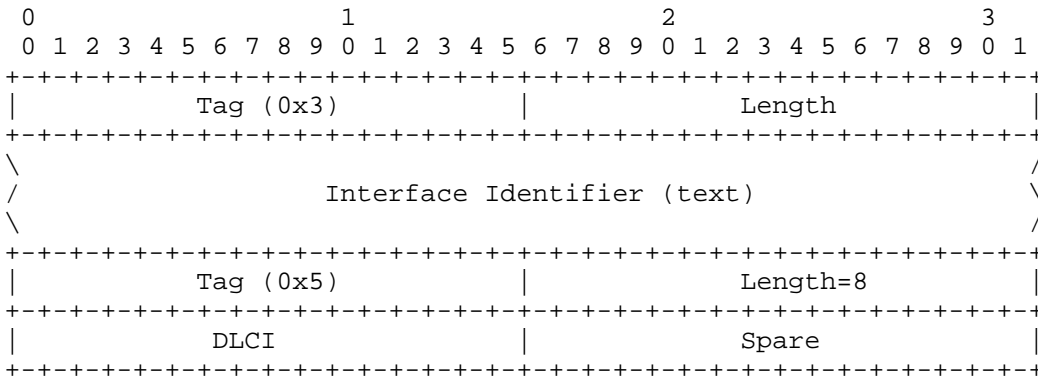 0                   1                   2                   3
 0 1 2 3 4 5 6 7 8 9 0 1 2 3 4 5 6 7 8 9 0 1 2 3 4 5 6 7 8 9 0 1
+-+-+-+-+-+-+-+-+-+-+-+-+-+-+-+-+-+-+-+-+-+-+-+-+-+-+-+-+-+-+-+-+
|           Tag (0x3)           |             Length            |
+-+-+-+-+-+-+-+-+-+-+-+-+-+-+-+-+-+-+-+-+-+-+-+-+-+-+-+-+-+-+-+-+
\                                                               /
/                   Interface Identifier (text)                 \
\                                                               /
+-+-+-+-+-+-+-+-+-+-+-+-+-+-+-+-+-+-+-+-+-+-+-+-+-+-+-+-+-+-+-+-+
|           Tag (0x5)           |             Length=8          |
+-+-+-+-+-+-+-+-+-+-+-+-+-+-+-+-+-+-+-+-+-+-+-+-+-+-+-+-+-+-+-+-+
|            DLCI               |             Spare             |
+-+-+-+-+-+-+-+-+-+-+-+-+-+-+-+-+-+-+-+-+-+-+-+-+-+-+-+-+-+-+-+-+